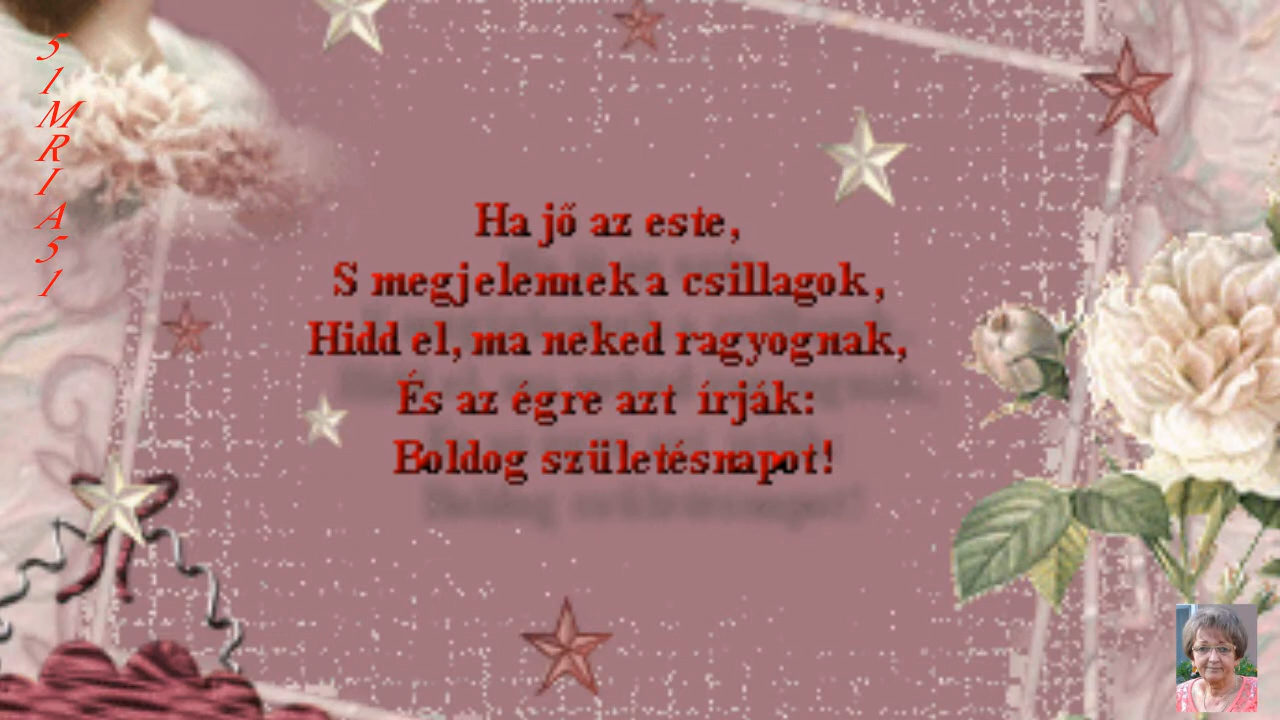 51MRIA51
Ha jő az este,
S megjelennek a csillagok,
Hidd el, ma neked ragyognak,
És az égre azt írják:
Boldog születésnapot!